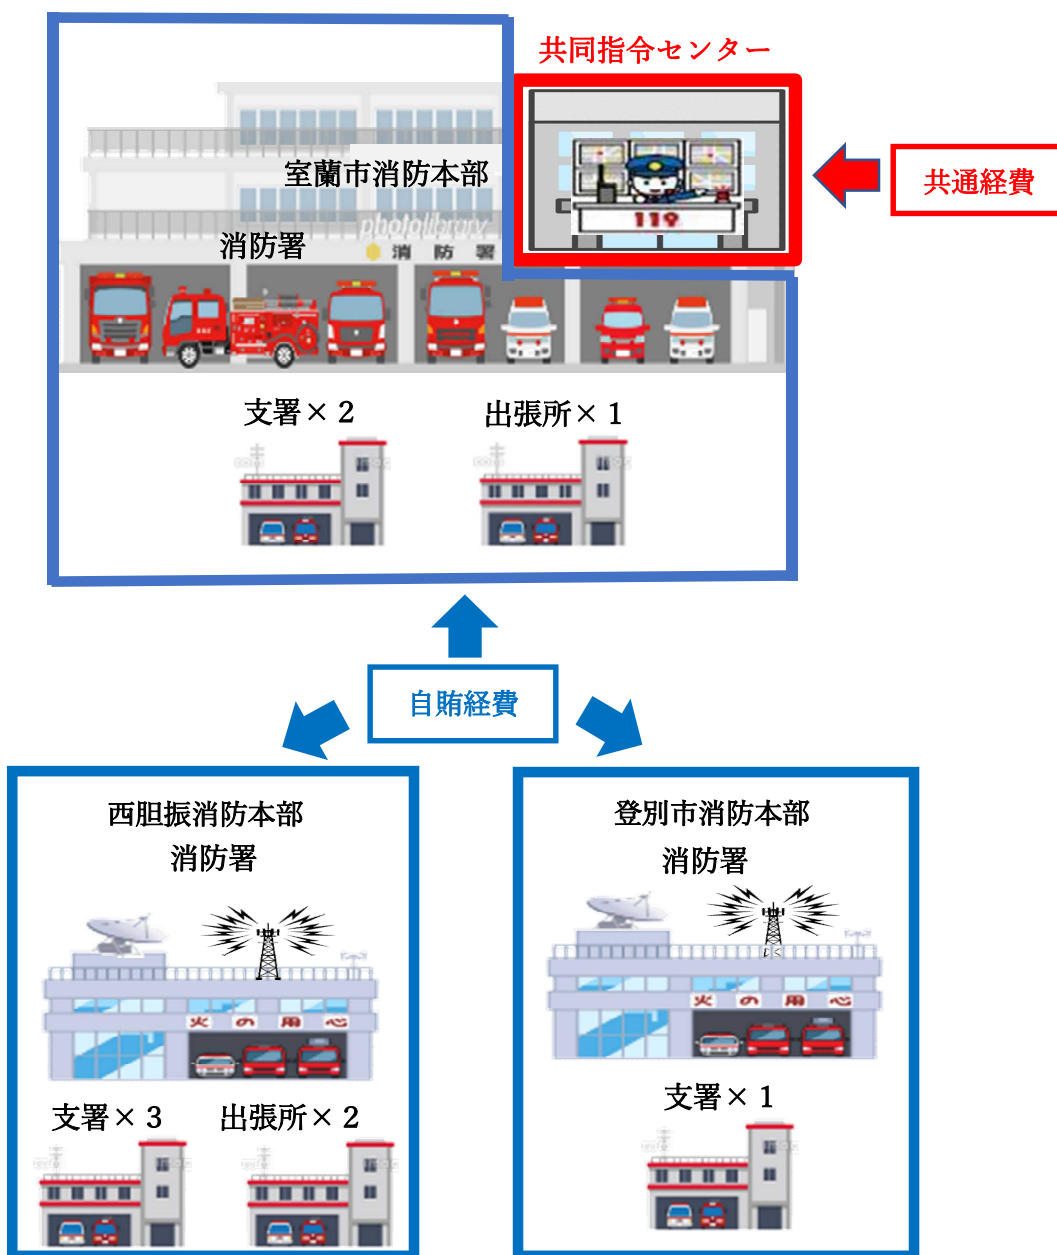 共同指令センター
室蘭市消防本部
119
共通経費
photolibrary
消防署
消防署
支署×2
出張所×1
自賄経費
西胆振消防本部
消防署
火の用心
支署×3
出張所×2
登別市消防本部
消防署
火の用心
支署×1